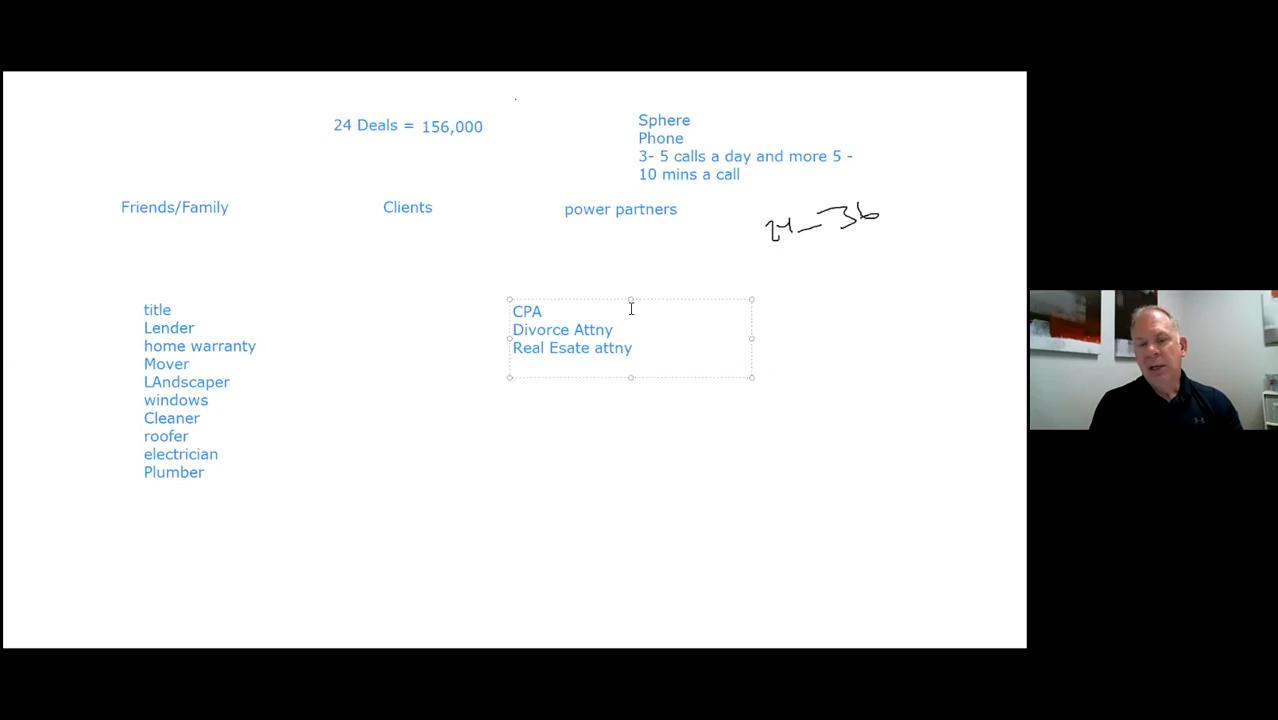 24 Deals = 156,000
Sphere
Phone
3- 5 calls a day and more 5 -
10 mins a call
Friends/Family
Clients
power partners
24-36
title
Lender
home warranty
Mover
LAndscaper
windows
Cleaner
roofer
electrician
Plumber
CPA
Divorce Attny
Real Esate attny